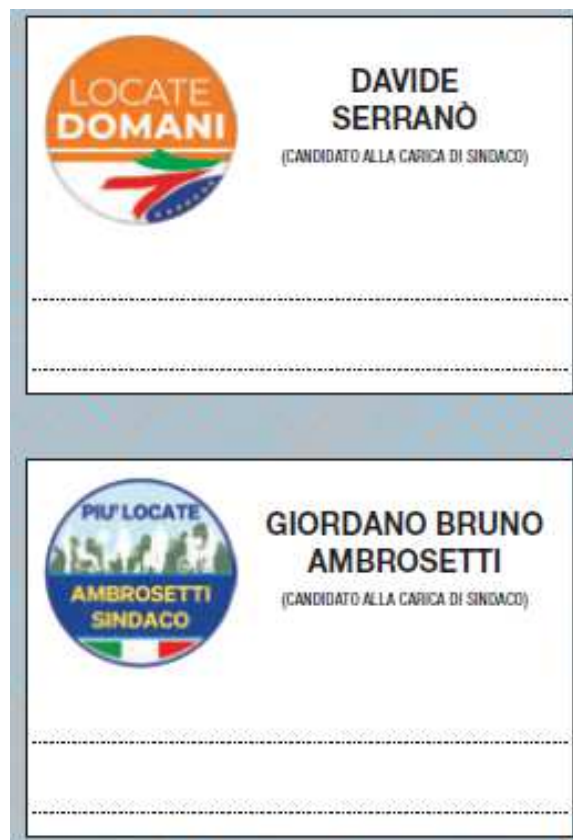 LOCATE
DOMANI
DAVIDE
SERRANÒ
(CANDIDATO ALLA CARICA DI SINDACO)
PIU' LOCATE
AMBROSETTI
SINDACO
GIORDANO BRUNO
AMBROSETTI
(CANDIDATO ALLA CARICA DI SINDACO)